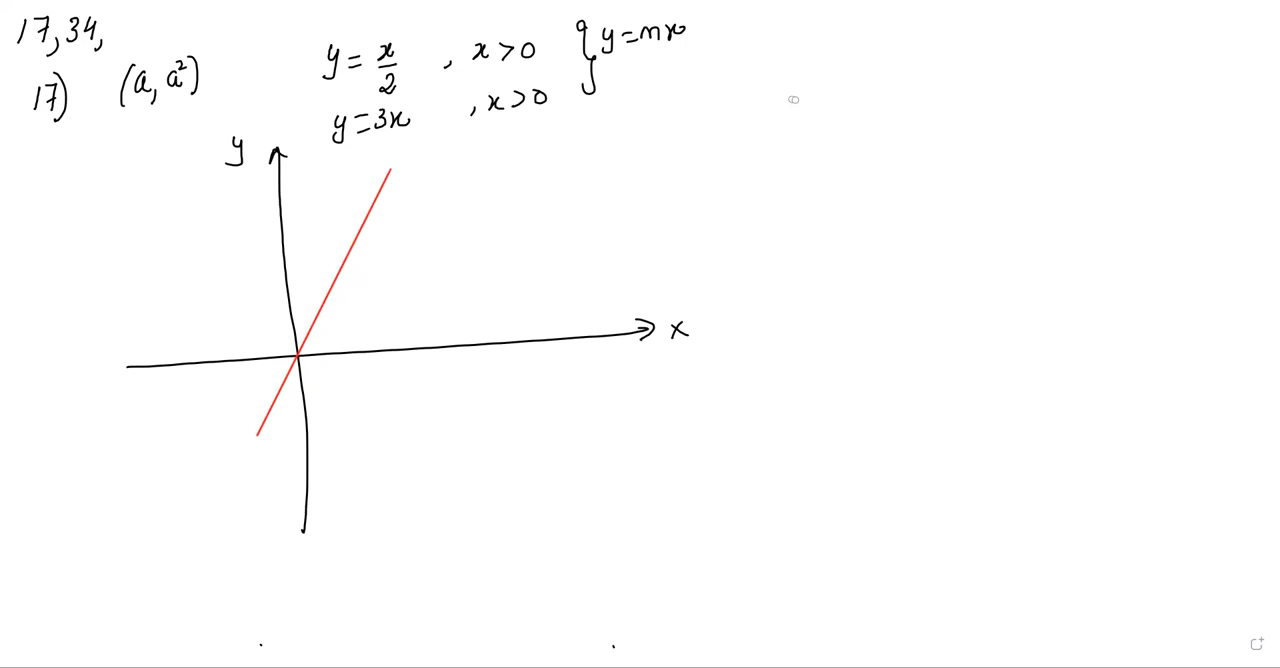 17, 34,
17) (a, a²)
y = x/2 , x > 0 } y = mx
y = 3x , x > 0
y
x